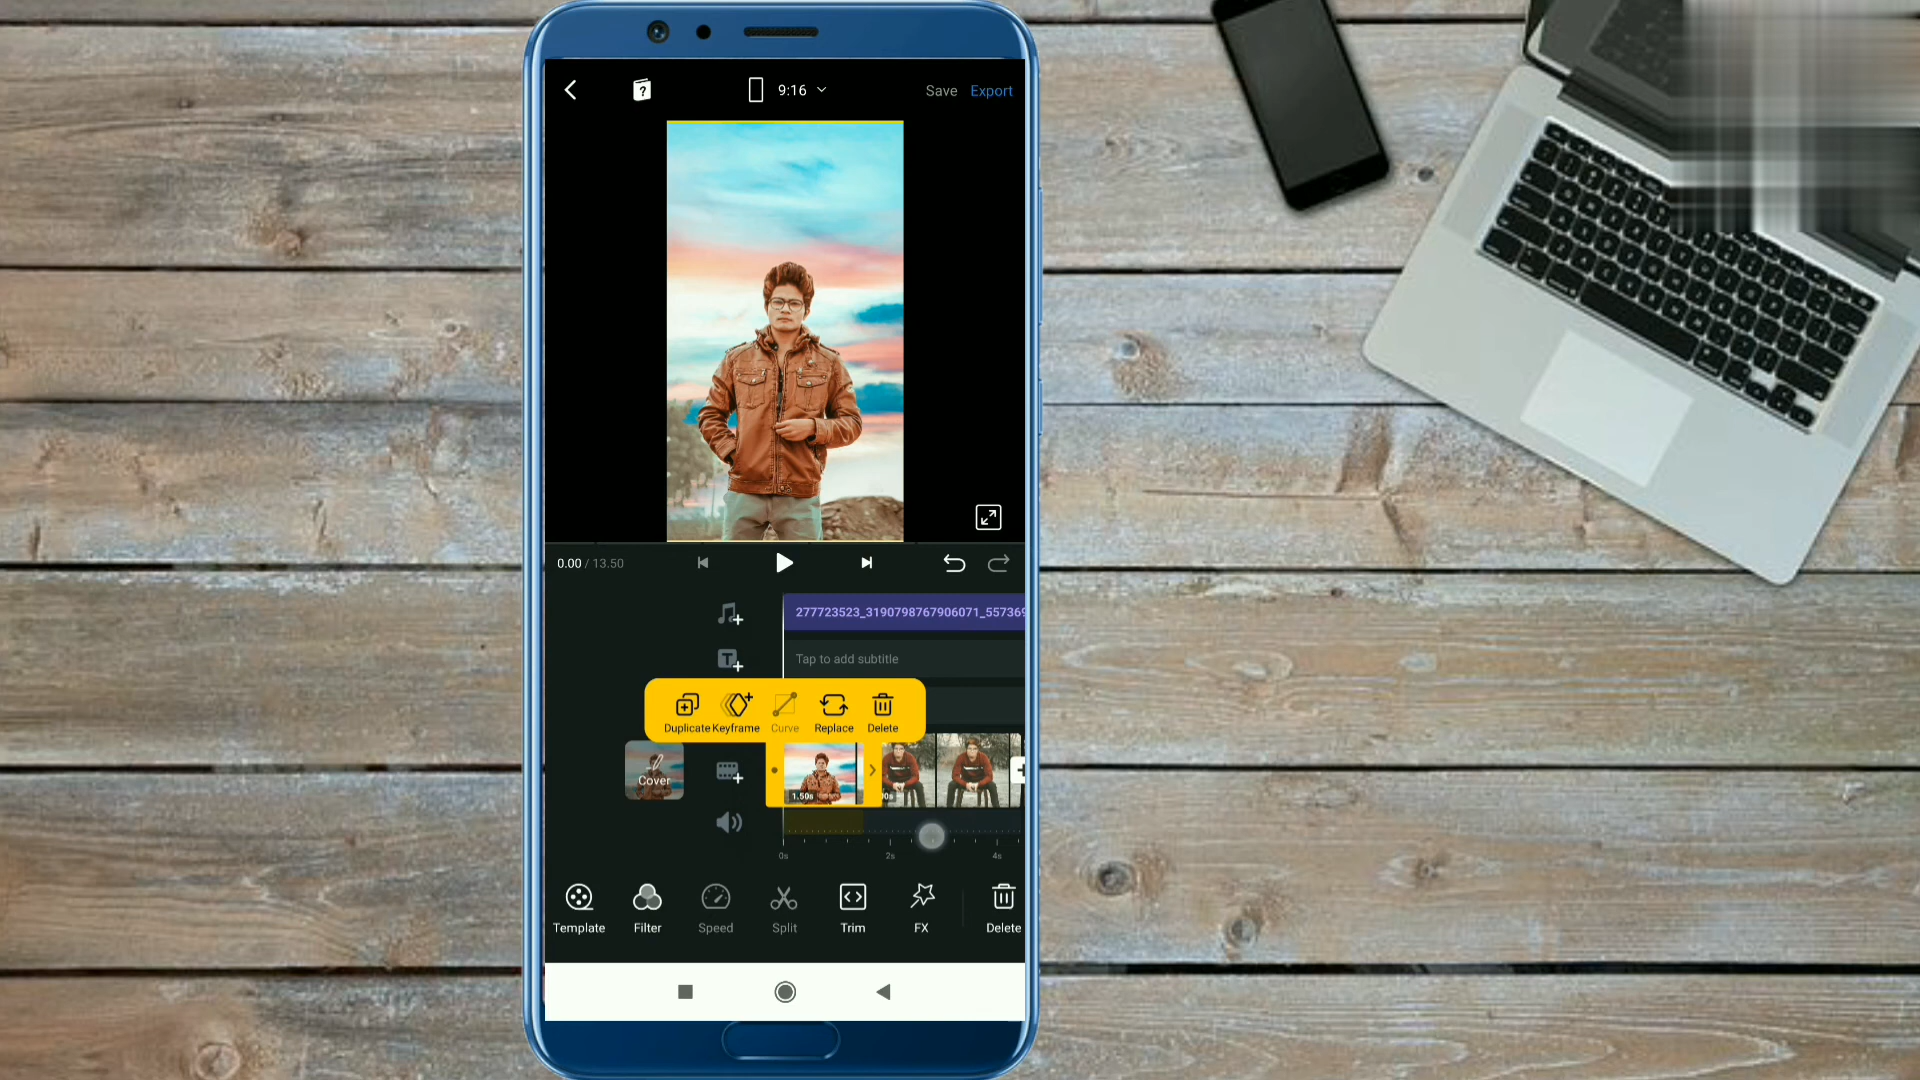 9:16
Save
Export
0.00 / 13.50
277723523_3190798767906071_557369
Tap to add subtitle
Duplicate Keyframe Curve Replace Delete
Cover
1.50s
0s
0s 2s 4s
Template Filter Speed Split Trim FX Delete